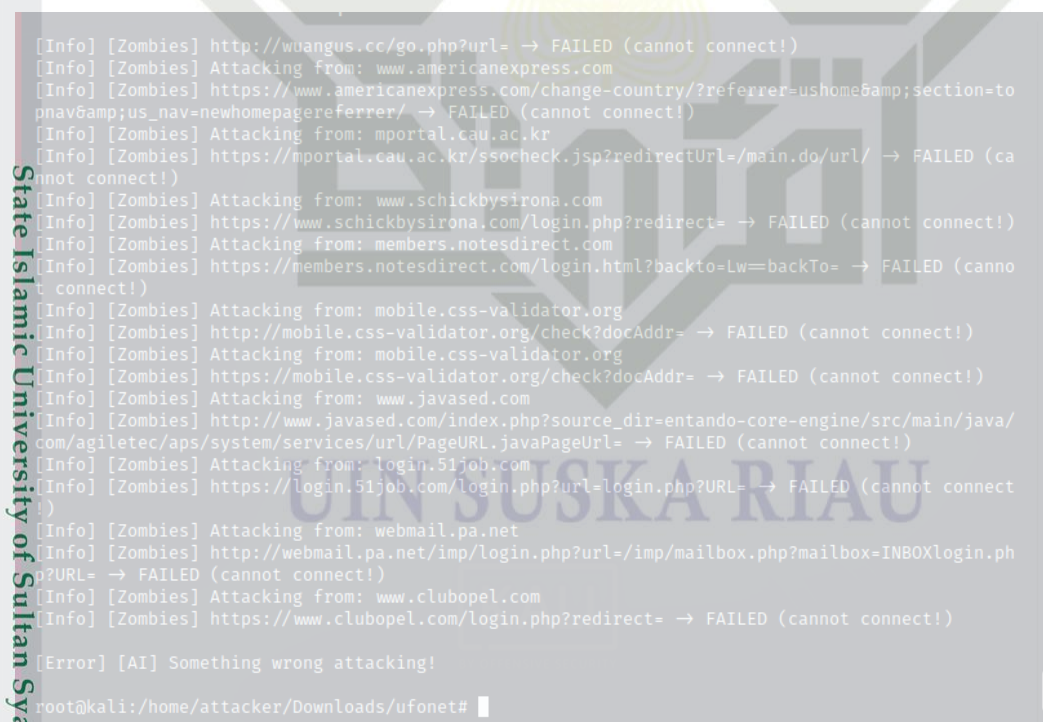 [Info] [Zombies] http://wuangus.cc/go.php?url= → FAILED (cannot connect!)
[Info] [Zombies] Attacking from: www.americanexpress.com
[Info] [Zombies] https://www.americanexpress.com/change-country/?referrer=ushome&amp;section=to
pnav&amp;us_nav=newhomepagereferrer/ → FAILED (cannot connect!)
[Info] [Zombies] Attacking from: mportal.cau.ac.kr
[Info] [Zombies] https://mportal.cau.ac.kr/ssocheck.jsp?redirectUrl=/main.do/url/ → FAILED (ca
nnot connect!)
[Info] [Zombies] Attacking from: www.schickbysirona.com
[Info] [Zombies] https://www.schickbysirona.com/login.php?redirect= → FAILED (cannot connect!)
[Info] [Zombies] Attacking from: members.notesdirect.com
[Info] [Zombies] https://members.notesdirect.com/login.html?backto=Lw==backTo= → FAILED (canno
t connect!)
[Info] [Zombies] Attacking from: mobile.css-validator.org
[Info] [Zombies] http://mobile.css-validator.org/check?docAddr= → FAILED (cannot connect!)
[Info] [Zombies] Attacking from: mobile.css-validator.org
[Info] [Zombies] https://mobile.css-validator.org/check?docAddr= → FAILED (cannot connect!)
[Info] [Zombies] Attacking from: www.javased.com
[Info] [Zombies] http://www.javased.com/index.php?source_dir=entando-core-engine/src/main/java/
com/agiletec/aps/system/services/url/PageURL.javaPageUrl= → FAILED (cannot connect!)
[Info] [Zombies] Attacking from: login.51job.com
[Info] [Zombies] https://login.51job.com/login.php?url=login.php?URL= → FAILED (cannot connect
!)
[Info] [Zombies] Attacking from: webmail.pa.net
[Info] [Zombies] http://webmail.pa.net/imp/login.php?url=/imp/mailbox.php?mailbox=INBOXlogin.ph
p?URL= → FAILED (cannot connect!)
[Info] [Zombies] Attacking from: www.clubopel.com
[Info] [Zombies] https://www.clubopel.com/login.php?redirect= → FAILED (cannot connect!)
[Error] [AI] Something wrong attacking!
root@kali:/home/attacker/Downloads/ufonet#
UIN SUSKA RIAU
State Islamic University of Sultan Sya